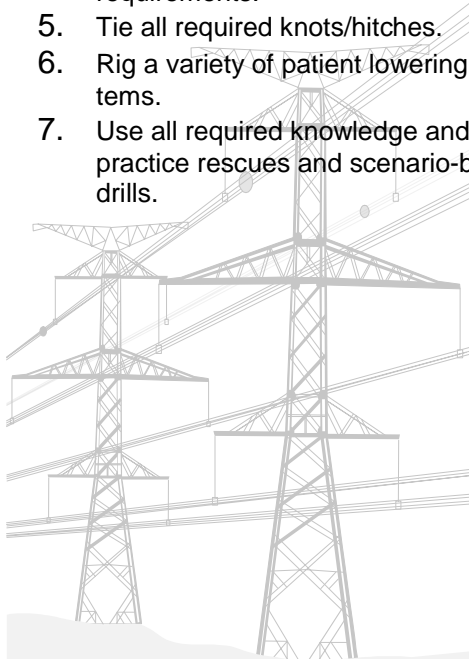 requirements.
5. Tie all required knots/hitches.
6. Rig a variety of patient lowering
tems.
7. Use all required knowledge and
practice rescues and scenario-b
drills.